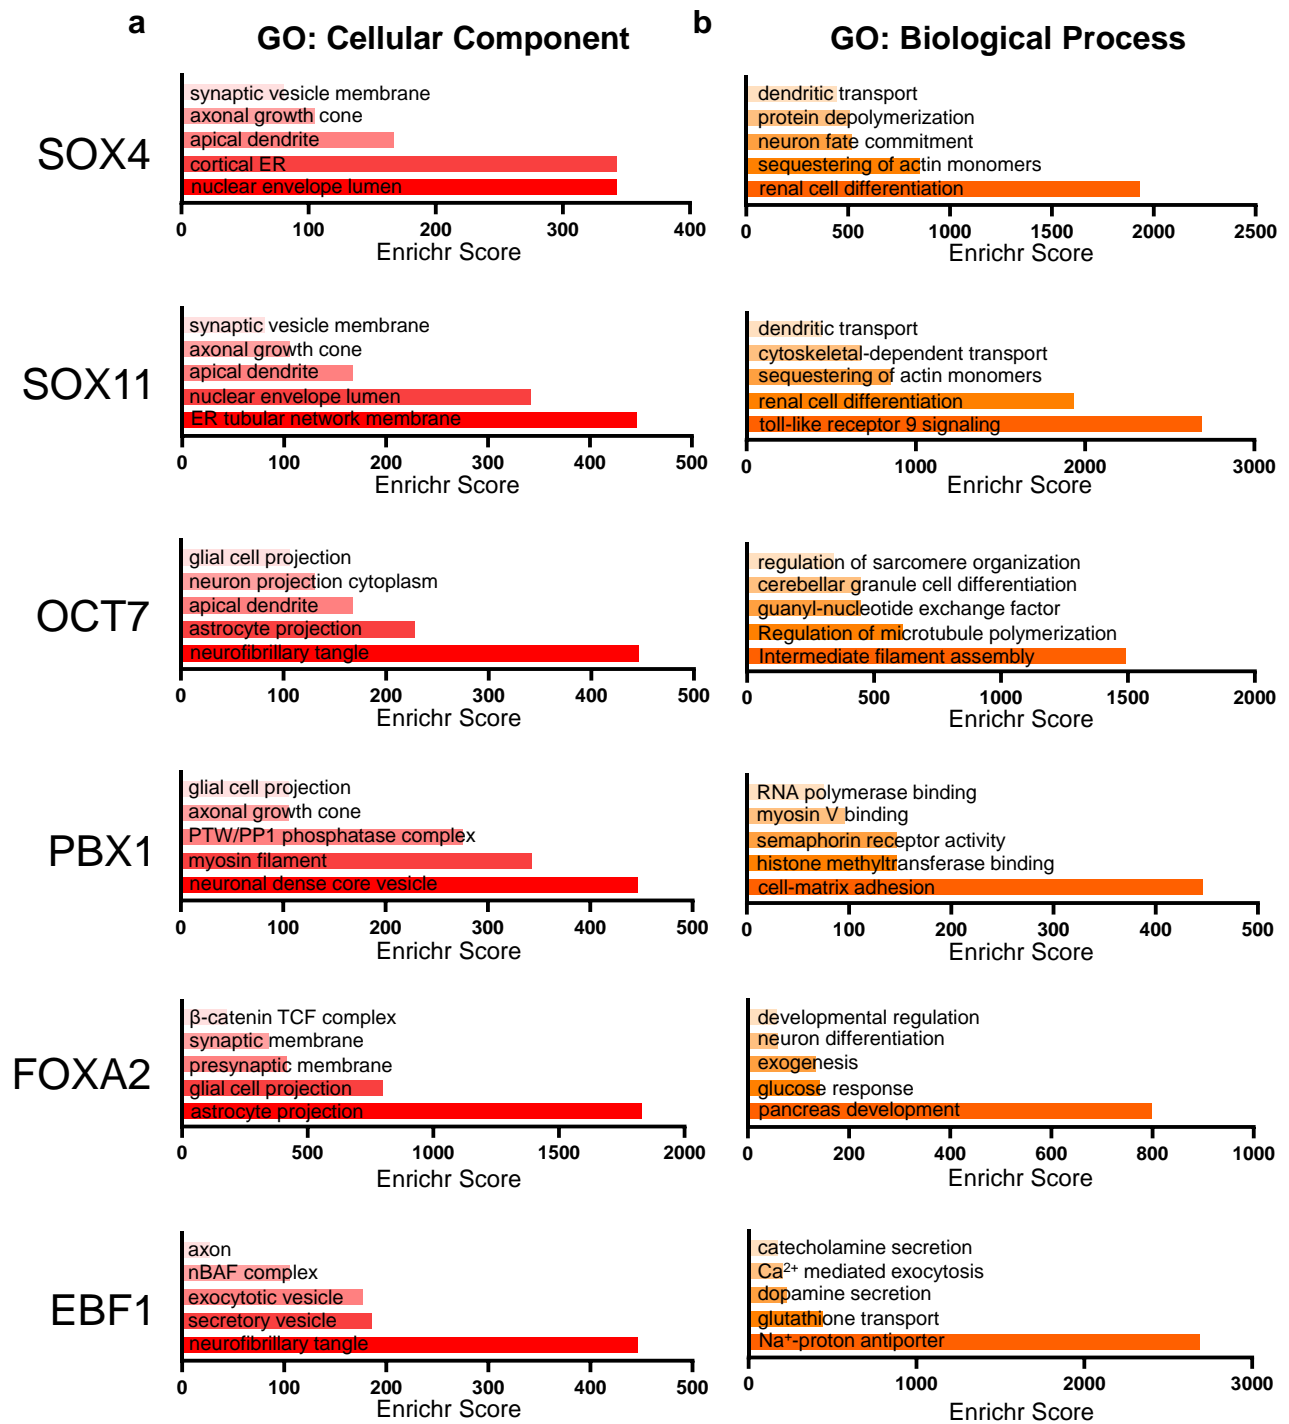 a
GO: Cellular Component
b
GO: Biological Process
SOX4
synaptic vesicle membrane
axonal growth cone
apical dendrite
cortical ER
nuclear envelope lumen
0 100 200 300 400
Enrichr Score
dendritic transport
protein depolymerization
neuron fate commitment
sequestering of actin monomers
renal cell differentiation
0 500 1000 1500 2000 2500
Enrichr Score
SOX11
synaptic vesicle membrane
axonal growth cone
apical dendrite
nuclear envelope lumen
ER tubular network membrane
0 100 200 300 400 500
Enrichr Score
dendritic transport
cytoskeletal-dependent transport
sequestering of actin monomers
renal cell differentiation
toll-like receptor 9 signaling
0 1000 2000 3000
Enrichr Score
OCT7
glial cell projection
neuron projection cytoplasm
apical dendrite
astrocyte projection
neurofibrillary tangle
0 100 200 300 400 500
Enrichr Score
regulation of sarcomere organization
cerebellar granule cell differentiation
guanyl-nucleotide exchange factor
Regulation of microtubule polymerization
Intermediate filament assembly
0 500 1000 1500 2000
Enrichr Score
PBX1
glial cell projection
axonal growth cone
PTW/PP1 phosphatase complex
myosin filament
neuronal dense core vesicle
0 100 200 300 400 500
Enrichr Score
RNA polymerase binding
myosin V binding
semaphorin receptor activity
histone methyltransferase binding
cell-matrix adhesion
0 100 200 300 400 500
Enrichr Score
FOXA2
β-catenin TCF complex
synaptic membrane
presynaptic membrane
glial cell projection
astrocyte projection
0 500 1000 1500 2000
Enrichr Score
developmental regulation
neuron differentiation
exogenesis
glucose response
pancreas development
0 200 400 600 800 1000
Enrichr Score
EBF1
axon
nBAF complex
exocytotic vesicle
secretory vesicle
neurofibrillary tangle
0 100 200 300 400 500
Enrichr Score
catecholamine secretion
Ca²⁺ mediated exocytosis
dopamine secretion
glutathione transport
Na⁺-proton antiporter
0 1000 2000 3000
Enrichr Score